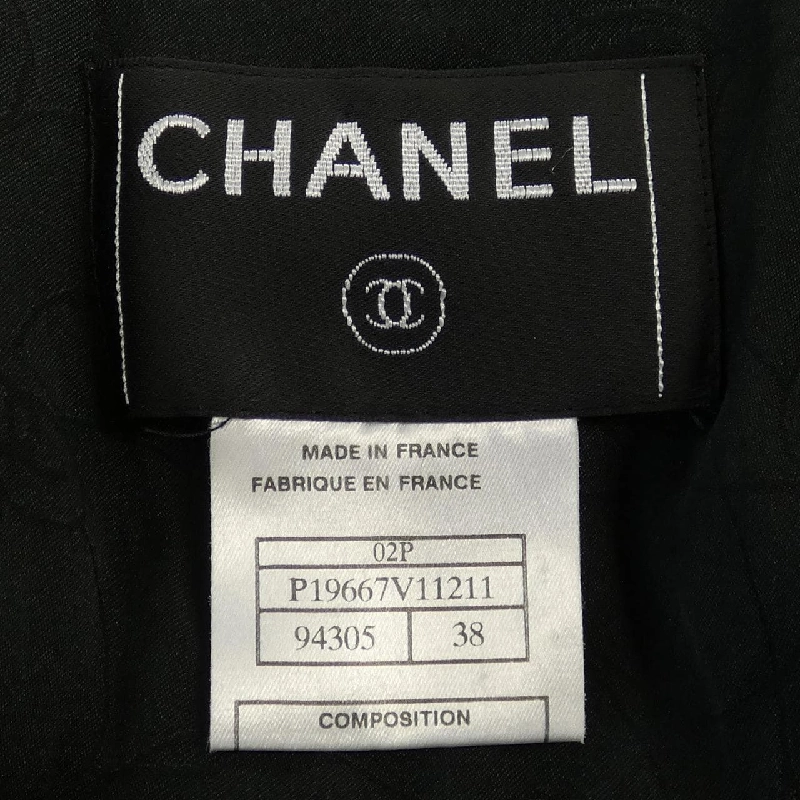 CHANEL
MADE IN FRANCE
FABRIQUE EN FRANCE
02P
P19667V11211
94305 38
COMPOSITION